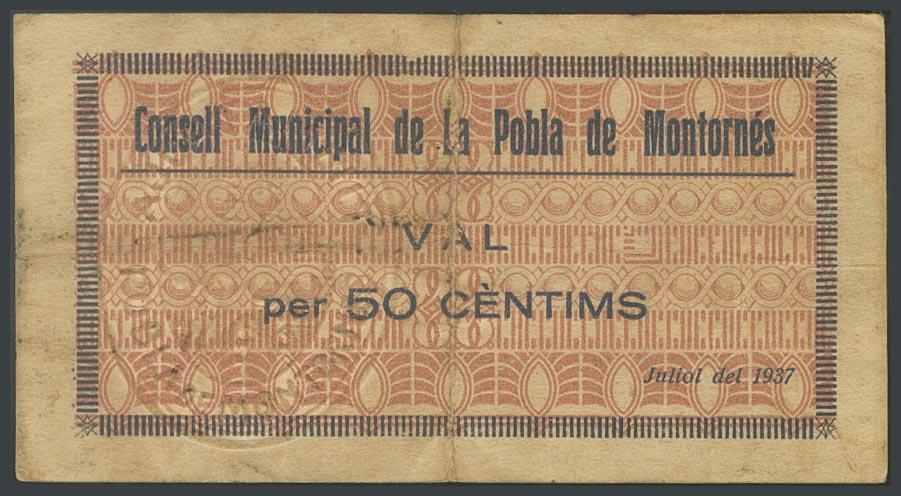 Consell Municipal de La Pobla de Montornés
VAL
per 50 CÈNTIMS
Juliol del 1937